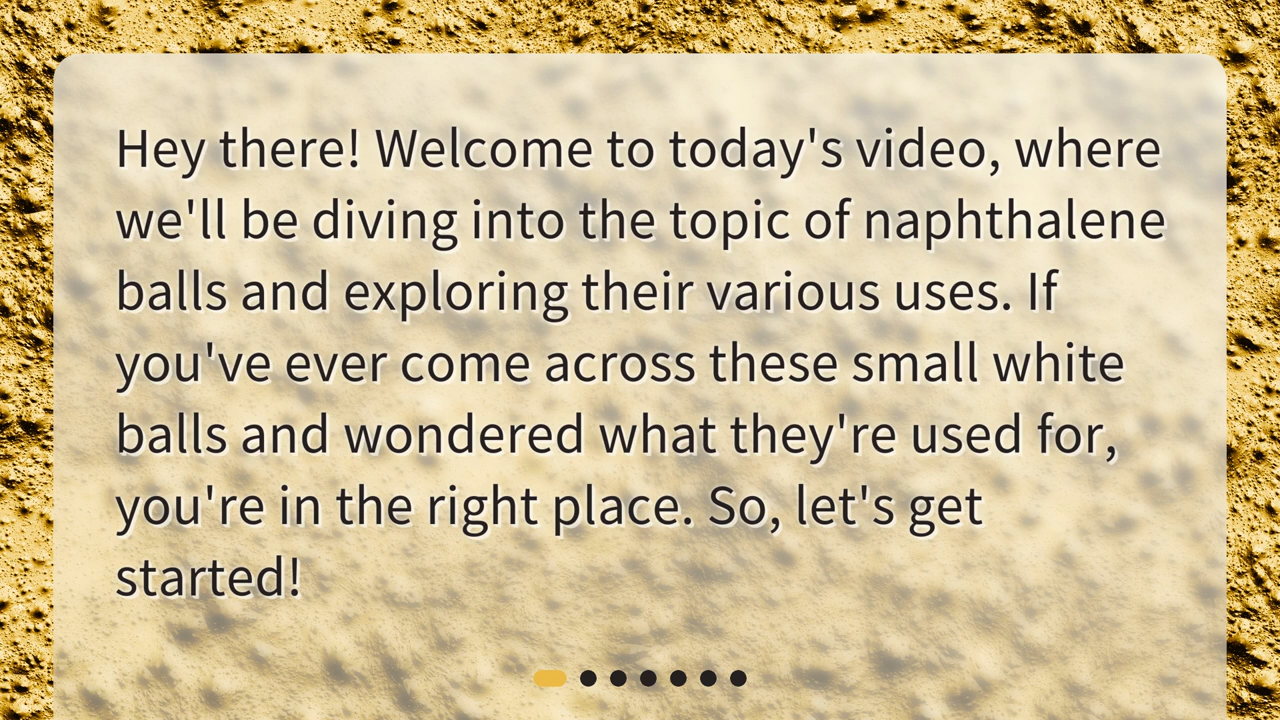 Hey there! Welcome to today's video, where
we'll be diving into the topic of naphthalene
balls and exploring their various uses. If
you've ever come across these small white
balls and wondered what they're used for,
you're in the right place. So, let's get
started!